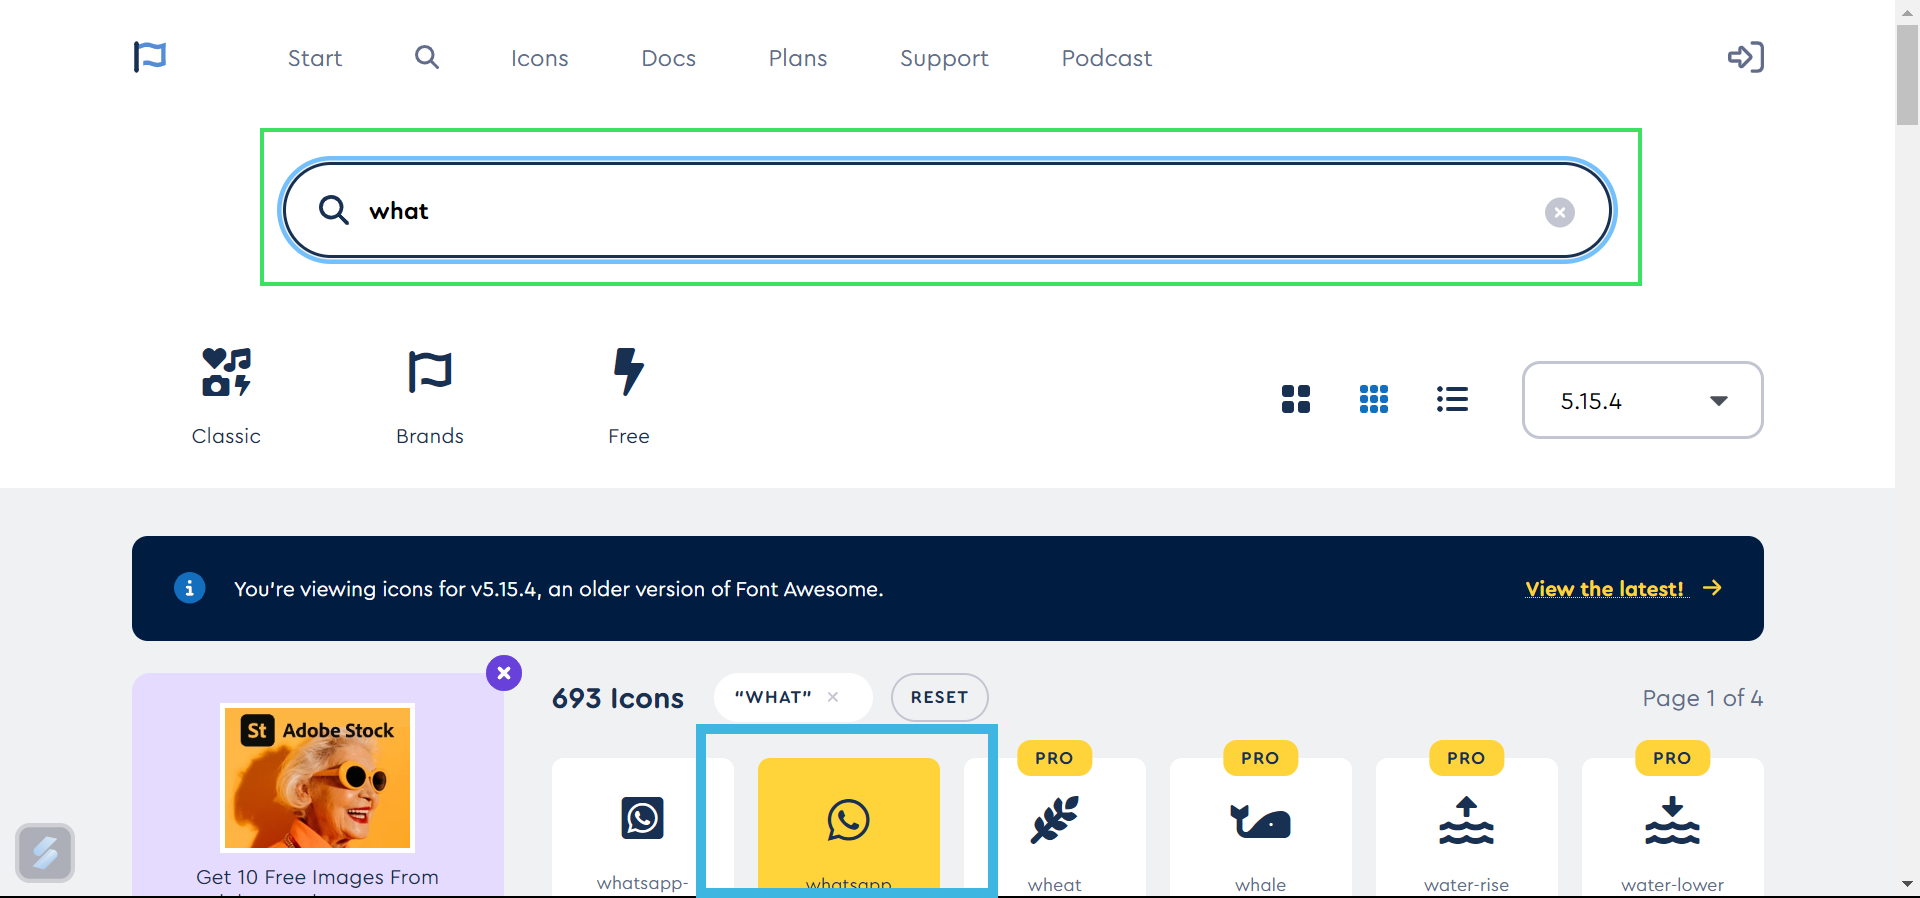 Start
Icons
Docs
Plans
Support
Podcast
what
Classic
Brands
Free
5.15.4
You're viewing icons for v5.15.4, an older version of Font Awesome.
View the latest!
693 Icons
“WHAT”
RESET
Page 1 of 4
St Adobe Stock
Get 10 Free Images From
PRO
PRO
PRO
PRO
whatsapp-
whatsapp
wheat
whale
water-rise
water-lower